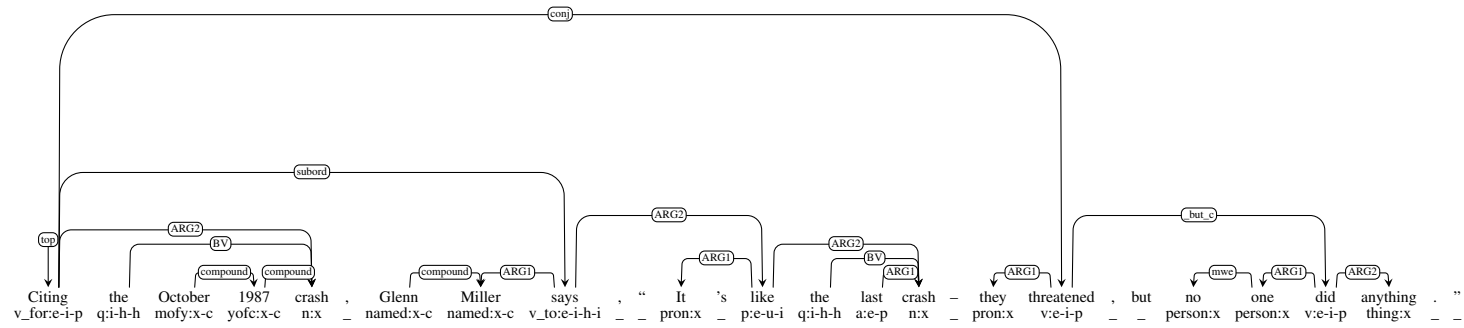 conj
subord
ARG2 _but_c
top ARG2 BV ARG2
ARG1 BV
compound compound compound ARG1 ARG1 ARG1 mwe ARG1 ARG2
Citing the October 1987 crash , Glenn Miller says , “ It 's like the last crash – they threatened , but no one did anything . ”
v_for:e-i-p q:i-h-h mofy:x-c yofc:x-c n:x _ named:x-c named:x-c v_to:e-i-h-i _ _ pron:x _ p:e-u-i q:i-h-h a:e-p n:x _ pron:x v:e-i-p _ _ person:x person:x v:e-i-p thing:x _ _